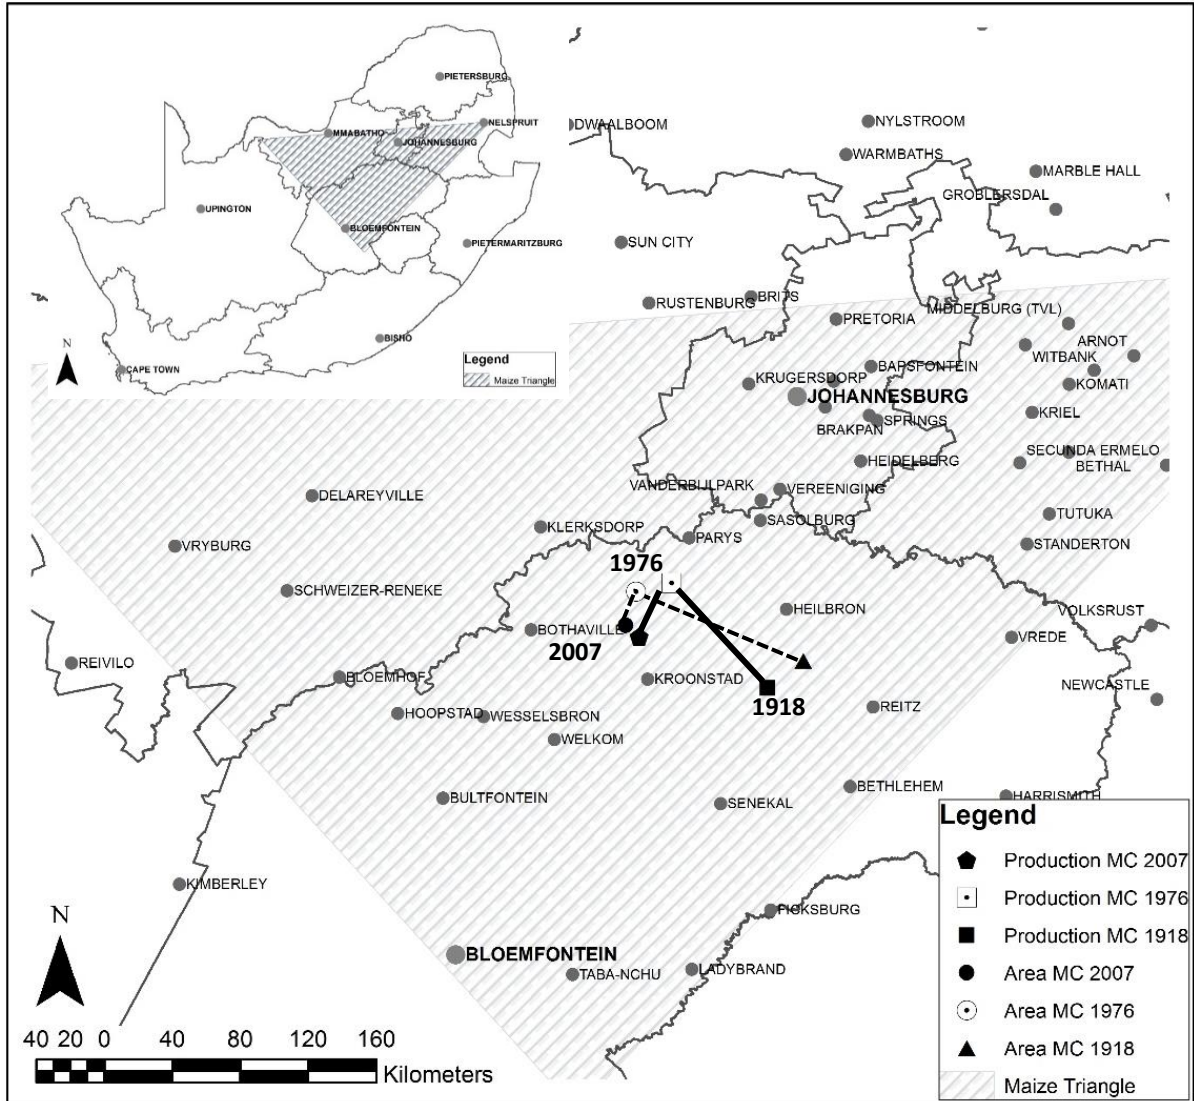 PIETERSBURG
NELSPRUIT
MMABATHO
JOHANNESBURG
UPINGTON
BLOEMFONTEIN
PIETERMARITZBURG
BISHO
CAPE TOWN
N
Legend
Maize Triangle
DWAALBOOM
NYLSTROOM
WARMBATHS
MARBLE HALL
GROBLERSDAL
SUN CITY
RUSTENBURG
BRITS
PRETORIA
MIDDELBURG (TVL)
ARNOT
WITBANK
BAPSFONTEIN
KRUGERSDORP
KOMATI
JOHANNESBURG
KRIEL
BRAKPAN
SPRINGS
HEIDELBERG
SECUNDA ERMELO
BETHAL
DELAREYVILLE
VANDERBIJLPARK
VEREENIGING
KLERKSDORP
SASOLBURG
TUTUKA
PARYS
VRYBURG
STANDERTON
1976
SCHWEIZER-RENEKE
HEILBRON
VOLKSRUST
BOTHAVILLE
VREDE
2007
REIVILO
BLOEMHOF
KROONSTAD
NEWCASTLE
1918
REITZ
HOOPSTAD
WESSELSBRON
WELKOM
BETHLEHEM
BULTFONTEIN
SENEKAL
HARRISMITH
KIMBERLEY
FICKSBURG
BLOEMFONTEIN
TABA-NCHU
LADYBRAND
N
40 20 0 40 80 120 160
Kilometers
Legend
Production MC 2007
Production MC 1976
Production MC 1918
Area MC 2007
Area MC 1976
Area MC 1918
Maize Triangle